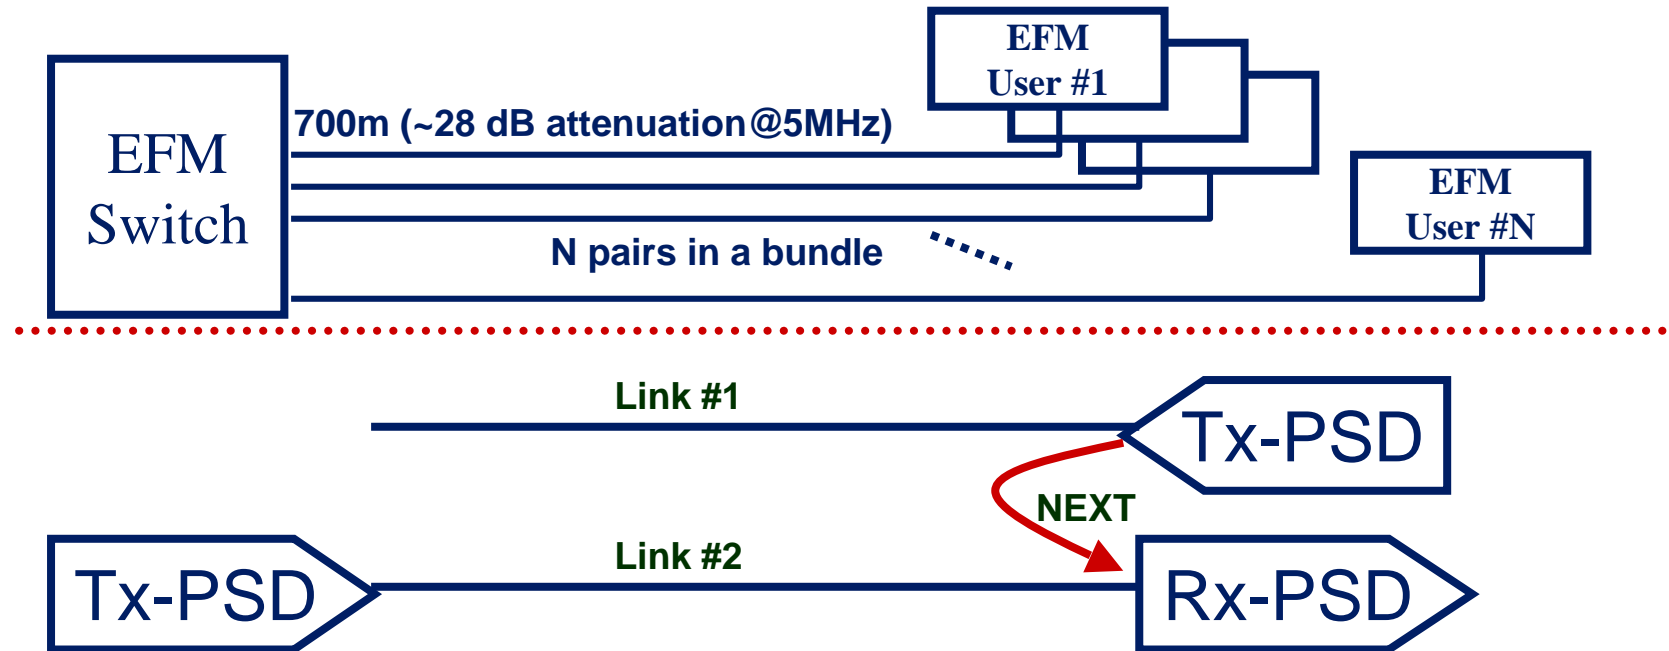 EFM
User #1
EFM
Switch
700m (~28 dB attenuation@5MHz)
EFM
User #N
N pairs in a bundle
Link #1
Tx-PSD
NEXT
Link #2
Tx-PSD
Rx-PSD